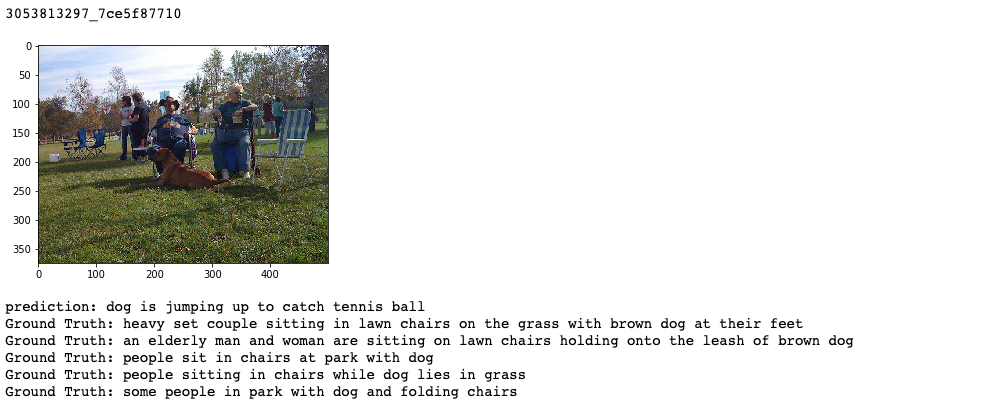 3053813297_7ce5f87710
0
50
100
150
200
250
300
350
0 100 200 300 400
prediction: dog is jumping up to catch tennis ball
Ground Truth: heavy set couple sitting in lawn chairs on the grass with brown dog at their feet
Ground Truth: an elderly man and woman are sitting on lawn chairs holding onto the leash of brown dog
Ground Truth: people sit in chairs at park with dog
Ground Truth: people sitting in chairs while dog lies in grass
Ground Truth: some people in park with dog and folding chairs